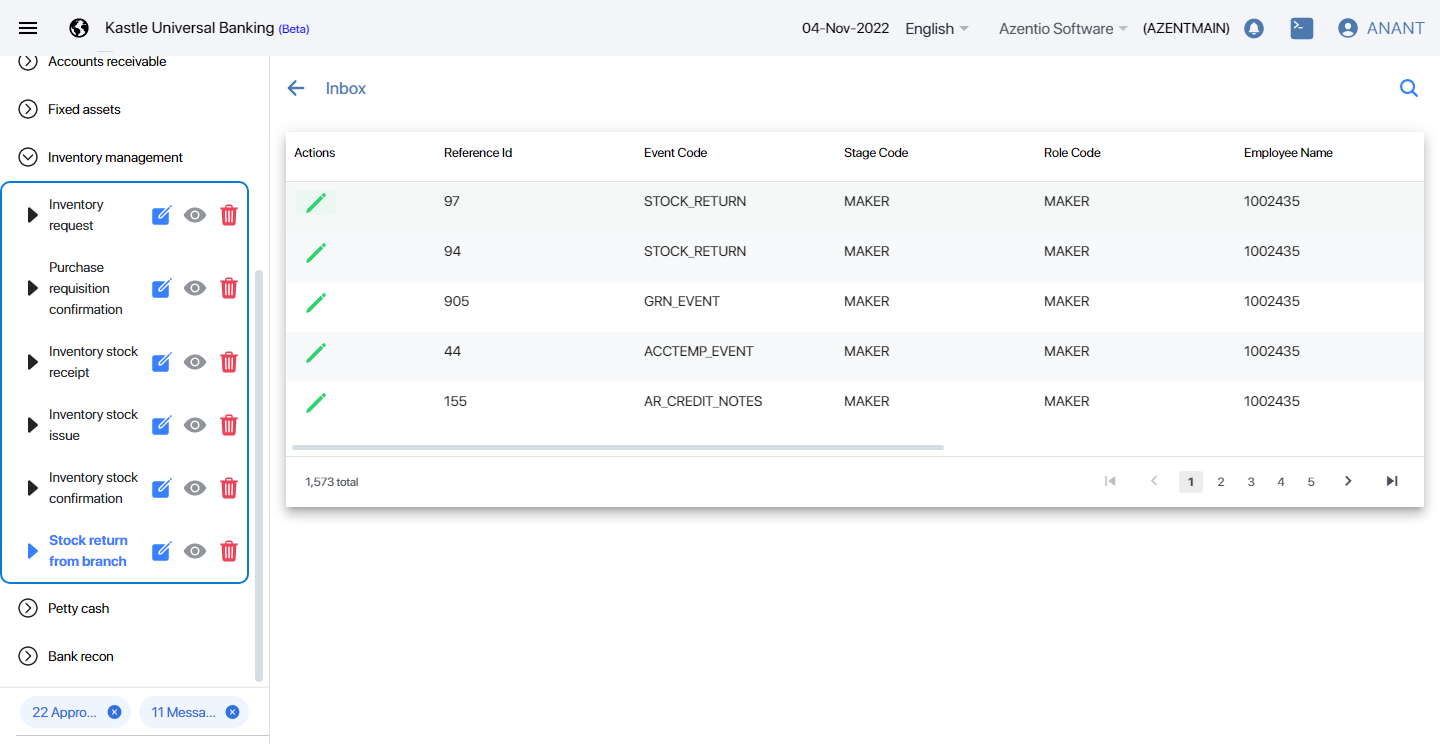 Kastle Universal Banking (Beta)
04-Nov-2022 English Azentio Software (AZENTMAIN) ANANT
Accounts receivable
Fixed assets
Inventory management
Inventory
request
Purchase
requisition
confirmation
Inventory stock
receipt
Inventory stock
issue
Inventory stock
confirmation
Stock return
from branch
Petty cash
Bank recon
22 Appro...
11 Messa...
Inbox
Actions Reference Id Event Code Stage Code Role Code Employee Name
97 STOCK_RETURN MAKER MAKER 1002435
94 STOCK_RETURN MAKER MAKER 1002435
905 GRN_EVENT MAKER MAKER 1002435
44 ACCTEMP_EVENT MAKER MAKER 1002435
155 AR_CREDIT_NOTES MAKER MAKER 1002435
1,573 total
1 2 3 4 5